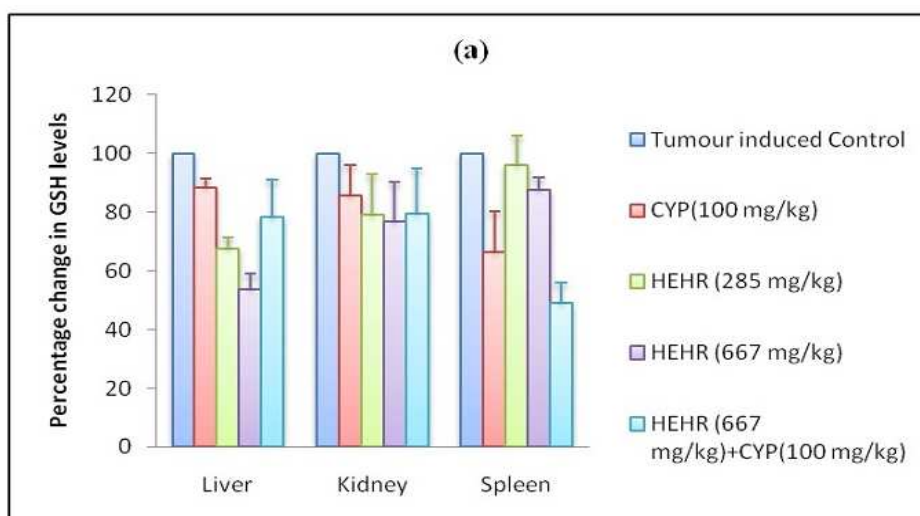 (a)
Percentage change in GSH levels
120
100
80
60
40
20
0
Liver Kidney Spleen
Tumour induced Control
CYP(100 mg/kg)
HEHR (285 mg/kg)
HEHR (667 mg/kg)
HEHR (667
mg/kg)+CYP(100 mg/kg)